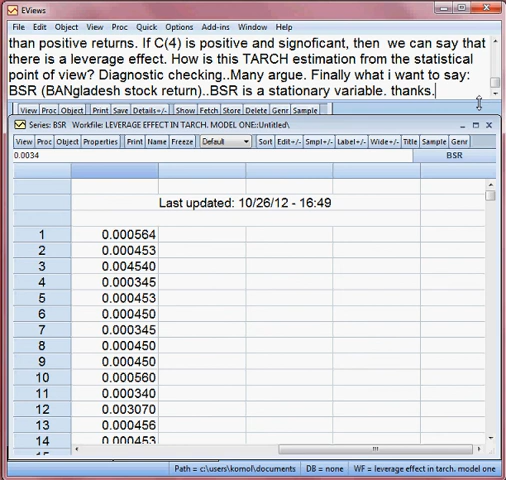 EViews
File Edit Object View Proc Quick Options Add-ins Window Help
than positive returns. If C(4) is positive and signoficant, then  we can say that
there is a leverage effect. How is this TARCH estimation from the statistical
point of view? Diagnostic checking..Many argue. Finally what i want to say:
BSR (BANgladesh stock return)..BSR is a stationary variable. thanks.
View Proc Object Print Save Details+/- Show Fetch Store Delete Genr Sample
Series: BSR Workfile: LEVERAGE EFFECT IN TARCH. MODEL ONE::Untitled\
View Proc Object Properties Print Name Freeze Default Sort Edit+/- Smpl+/- Label+/- Wide+/- Title Sample Genr
0.0034 BSR
Last updated: 10/26/12 - 16:49
1 0.000564
2 0.000453
3 0.004540
4 0.000345
5 0.000453
6 0.000450
7 0.000345
8 0.000450
9 0.000450
10 0.000560
11 0.000340
12 0.003070
13 0.000456
14 0.000453
15
Path = c:\users\komol\documents DB = none WF = leverage effect in tarch. model one